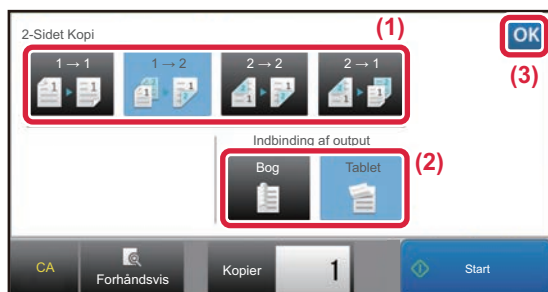 2-Sidet Kopi
(1)
OK
(3)
1 → 1
1 → 2
2 → 2
2 → 1
Indbinding af output
Bog
Tablet
(2)
CA
Forhåndsvis
Kopier
1
Start